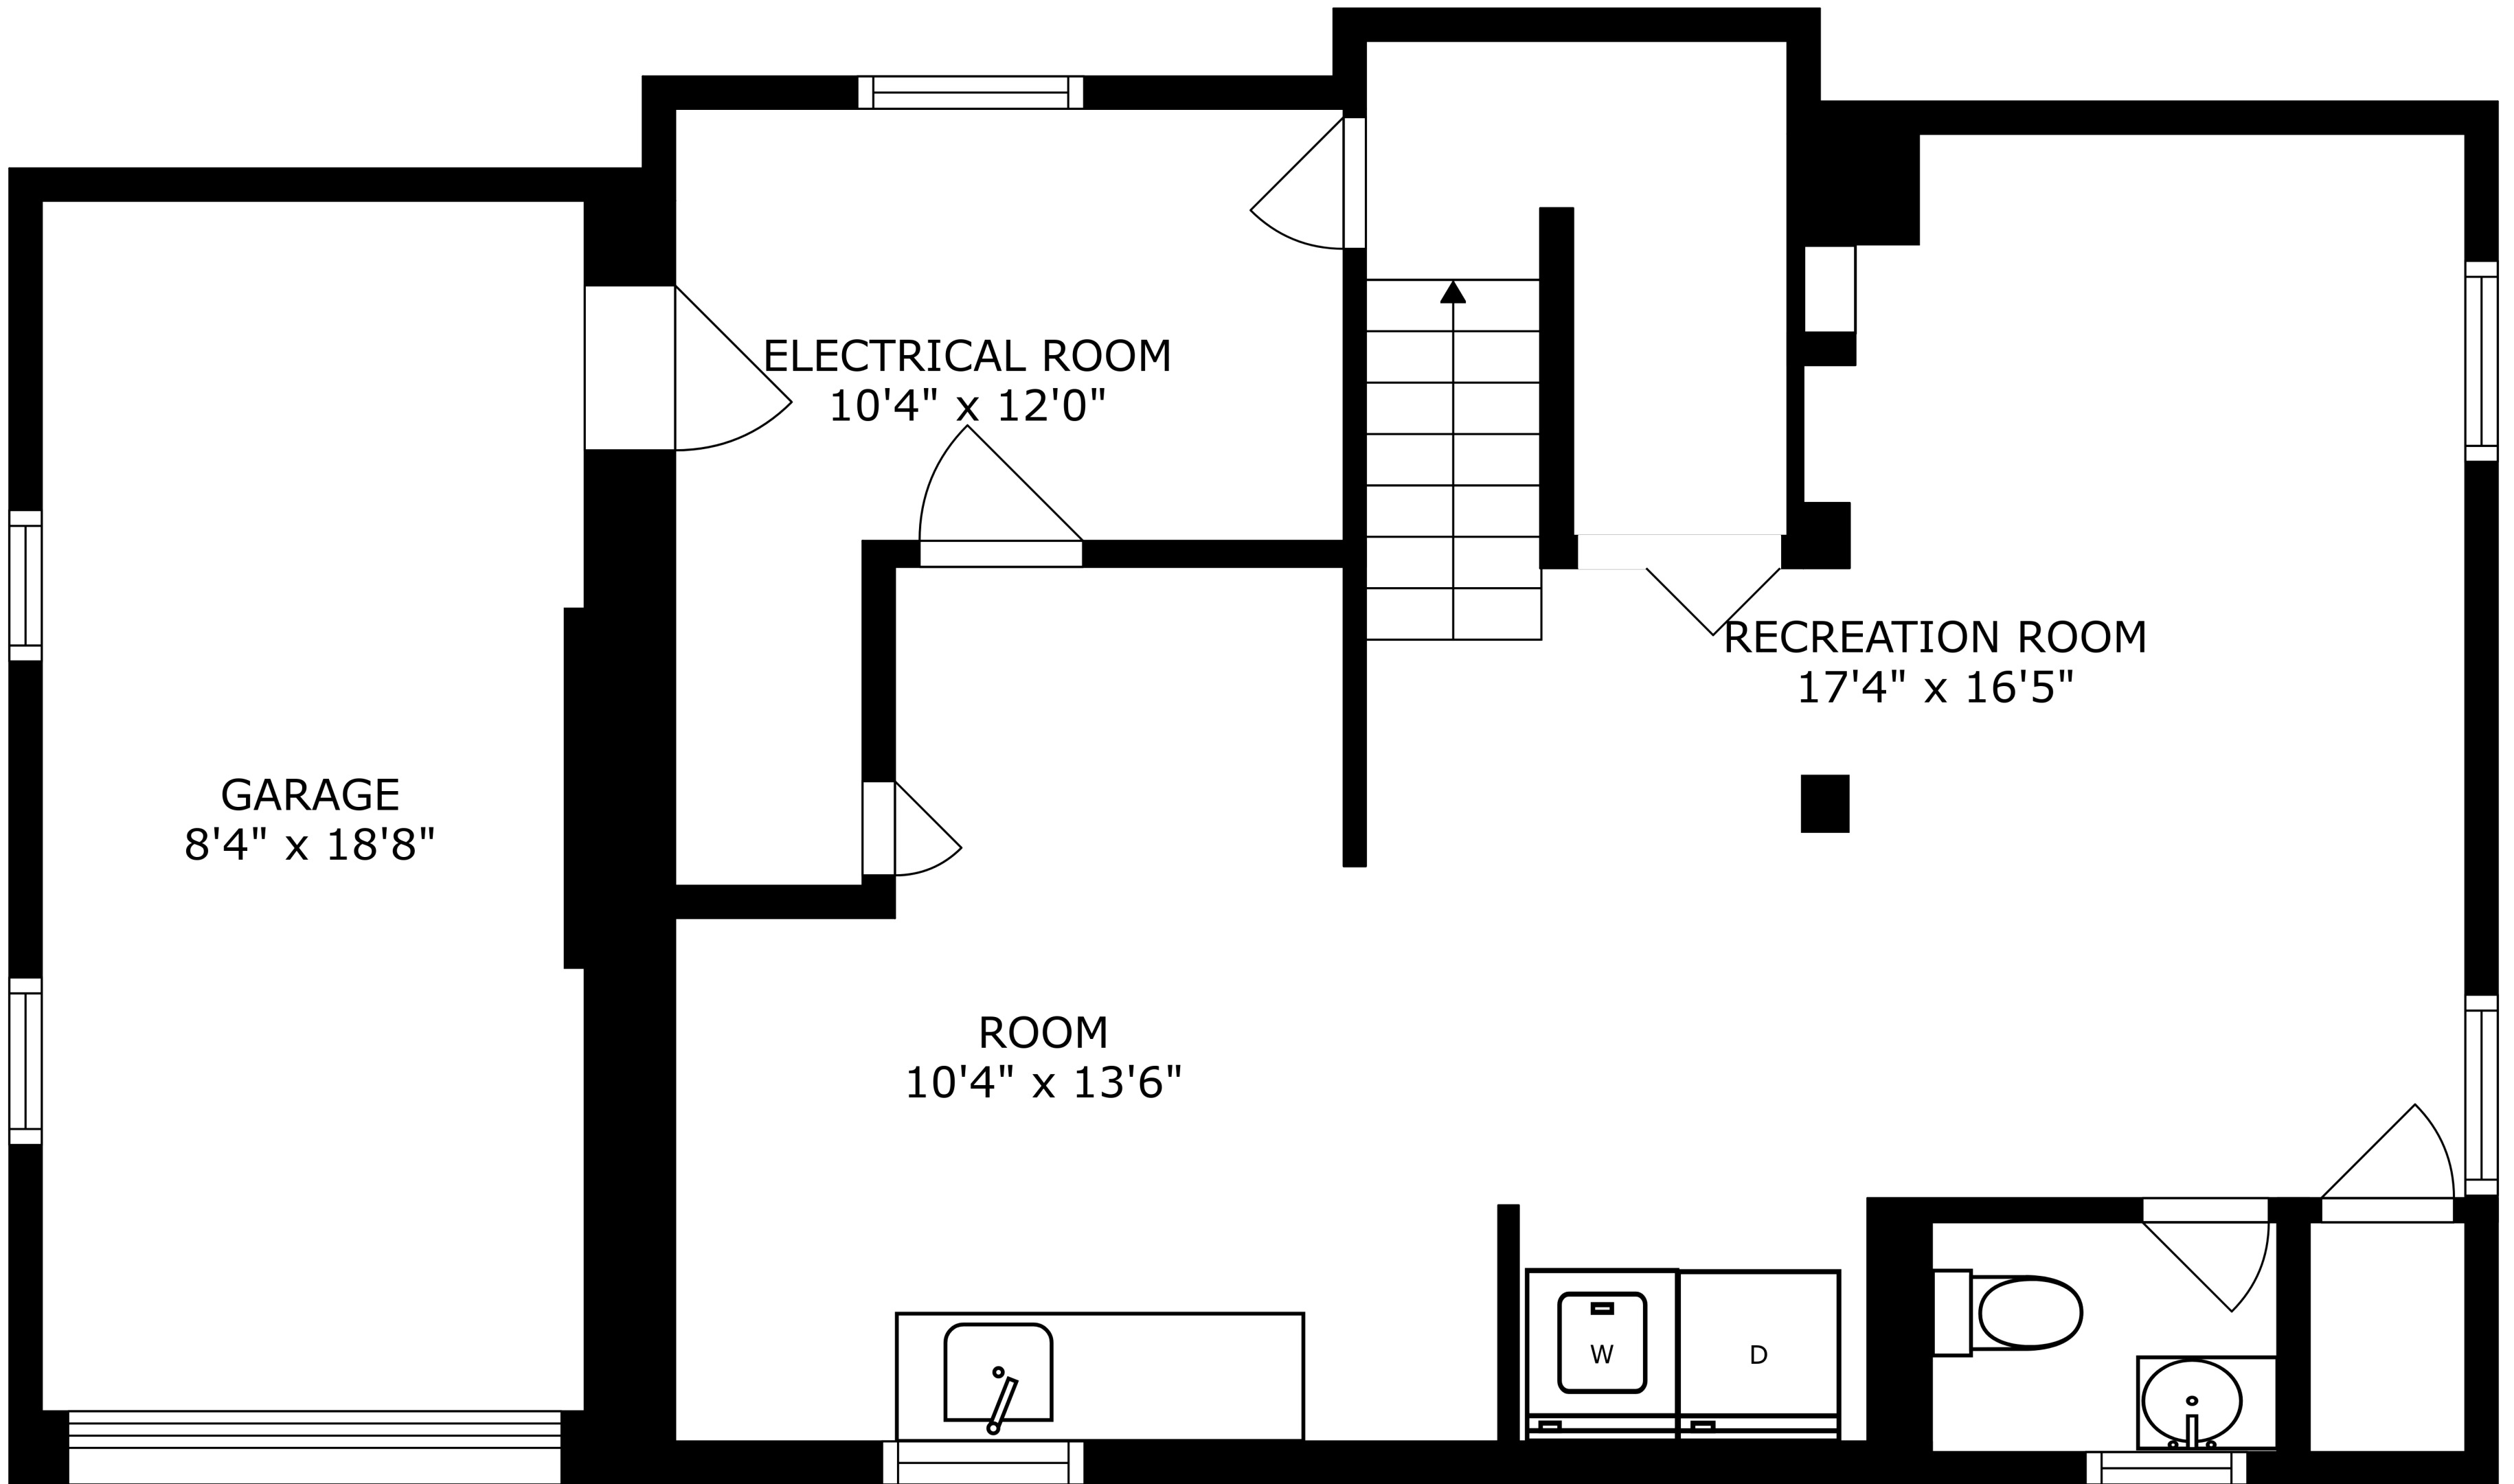 ELECTRICAL ROOM
10'4" x 12'0"
RECREATION ROOM
17'4" x 16'5"
GARAGE
8'4" x 18'8"
ROOM
10'4" x 13'6"
W
D